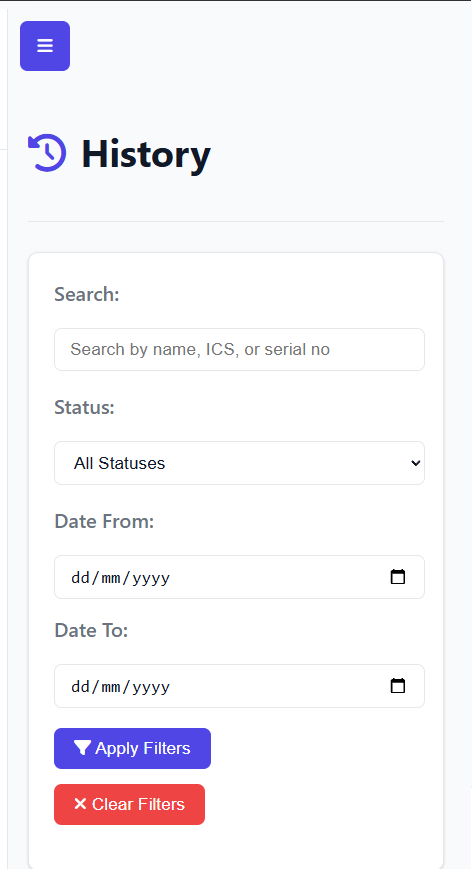 History
Search:
Search by name, ICS, or serial no
Status:
All Statuses
Date From:
dd/mm/yyyy
Date To:
dd/mm/yyyy
Apply Filters
Clear Filters